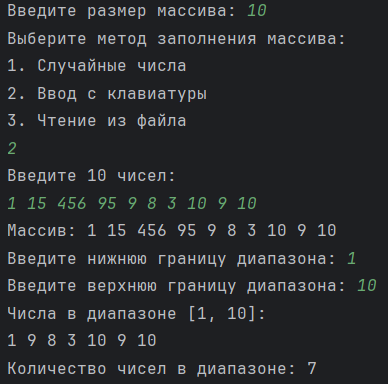 Введите размер массива: 10
Выберите метод заполнения массива:
1. Случайные числа
2. Ввод с клавиатуры
3. Чтение из файла
2
Введите 10 чисел:
1 15 456 95 9 8 3 10 9 10
Массив: 1 15 456 95 9 8 3 10 9 10
Введите нижнюю границу диапазона: 1
Введите верхнюю границу диапазона: 10
Числа в диапазоне [1, 10]:
1 9 8 3 10 9 10
Количество чисел в диапазоне: 7